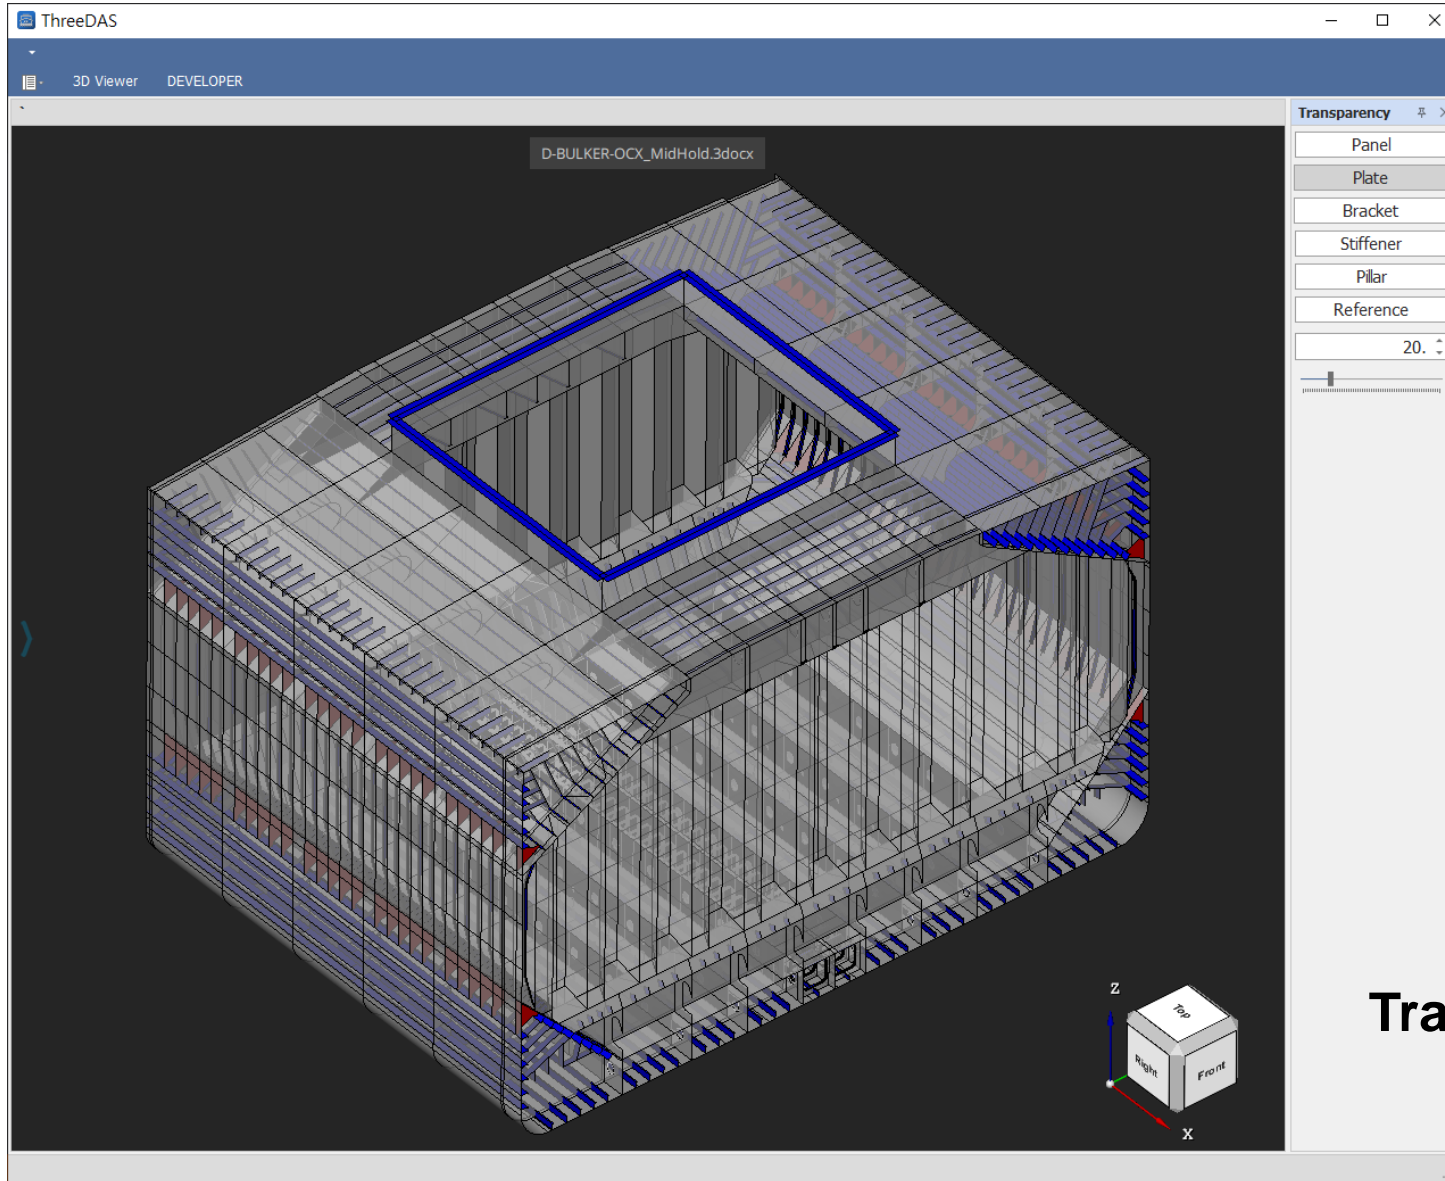 ThreeDAS
3D Viewer DEVELOPER
Transparency
D-BULKER-OCX_MidHold.3docx
Panel
Plate
Bracket
Stiffener
Pillar
Reference
20.
Z
Top
Right
Front
X
Tra